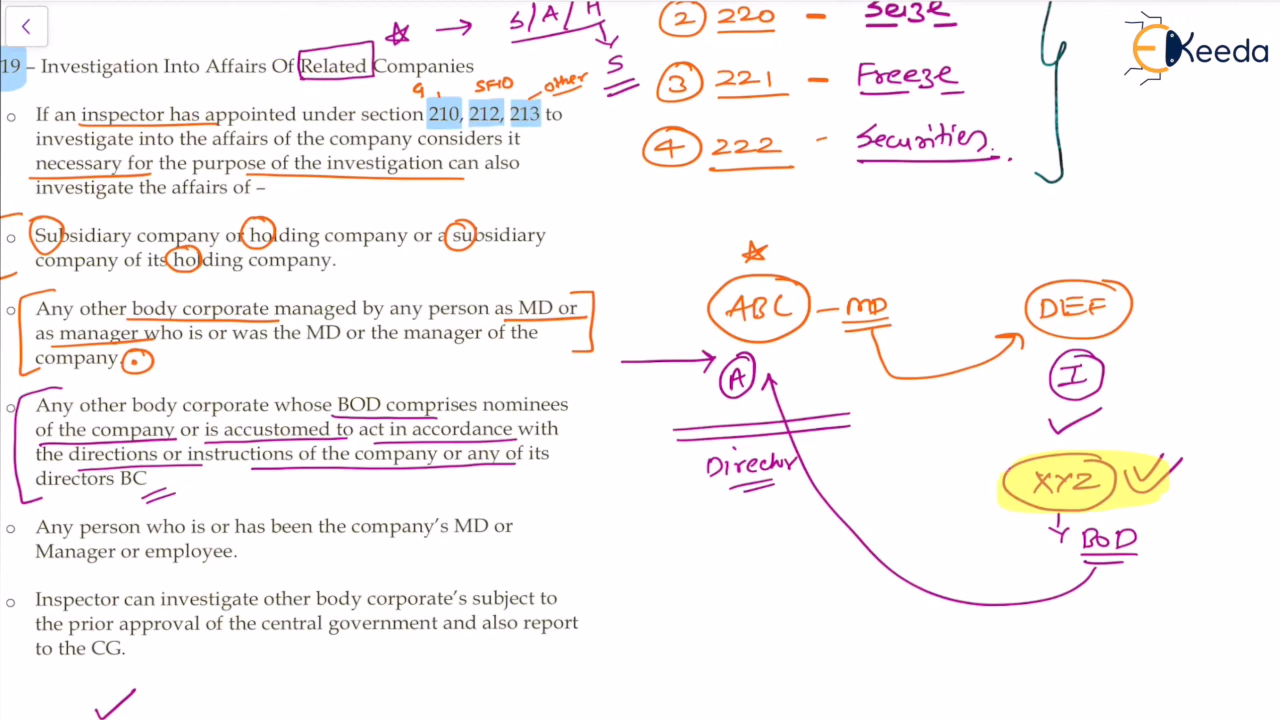 19 – Investigation Into Affairs Of Related Companies
S/A/H
S
9, SFIO – other
o If an inspector has appointed under section 210, 212, 213 to
investigate into the affairs of the company considers it
necessary for the purpose of the investigation can also
investigate the affairs of –
o Subsidiary company or holding company or a subsidiary
company of its holding company.
o Any other body corporate managed by any person as MD or
as manager who is or was the MD or the manager of the
company.
o Any other body corporate whose BOD comprises nominees
of the company or is accustomed to act in accordance with
the directions or instructions of the company or any of its
directors BC
o Any person who is or has been the company's MD or
Manager or employee.
o Inspector can investigate other body corporate's subject to
the prior approval of the central government and also report
to the CG.
2 220 – Seize
3 221 – Freeze
4 222 – Securities.
ABC – MD
DEF
A
I
Director
XYZ
BOD
Ekeeda